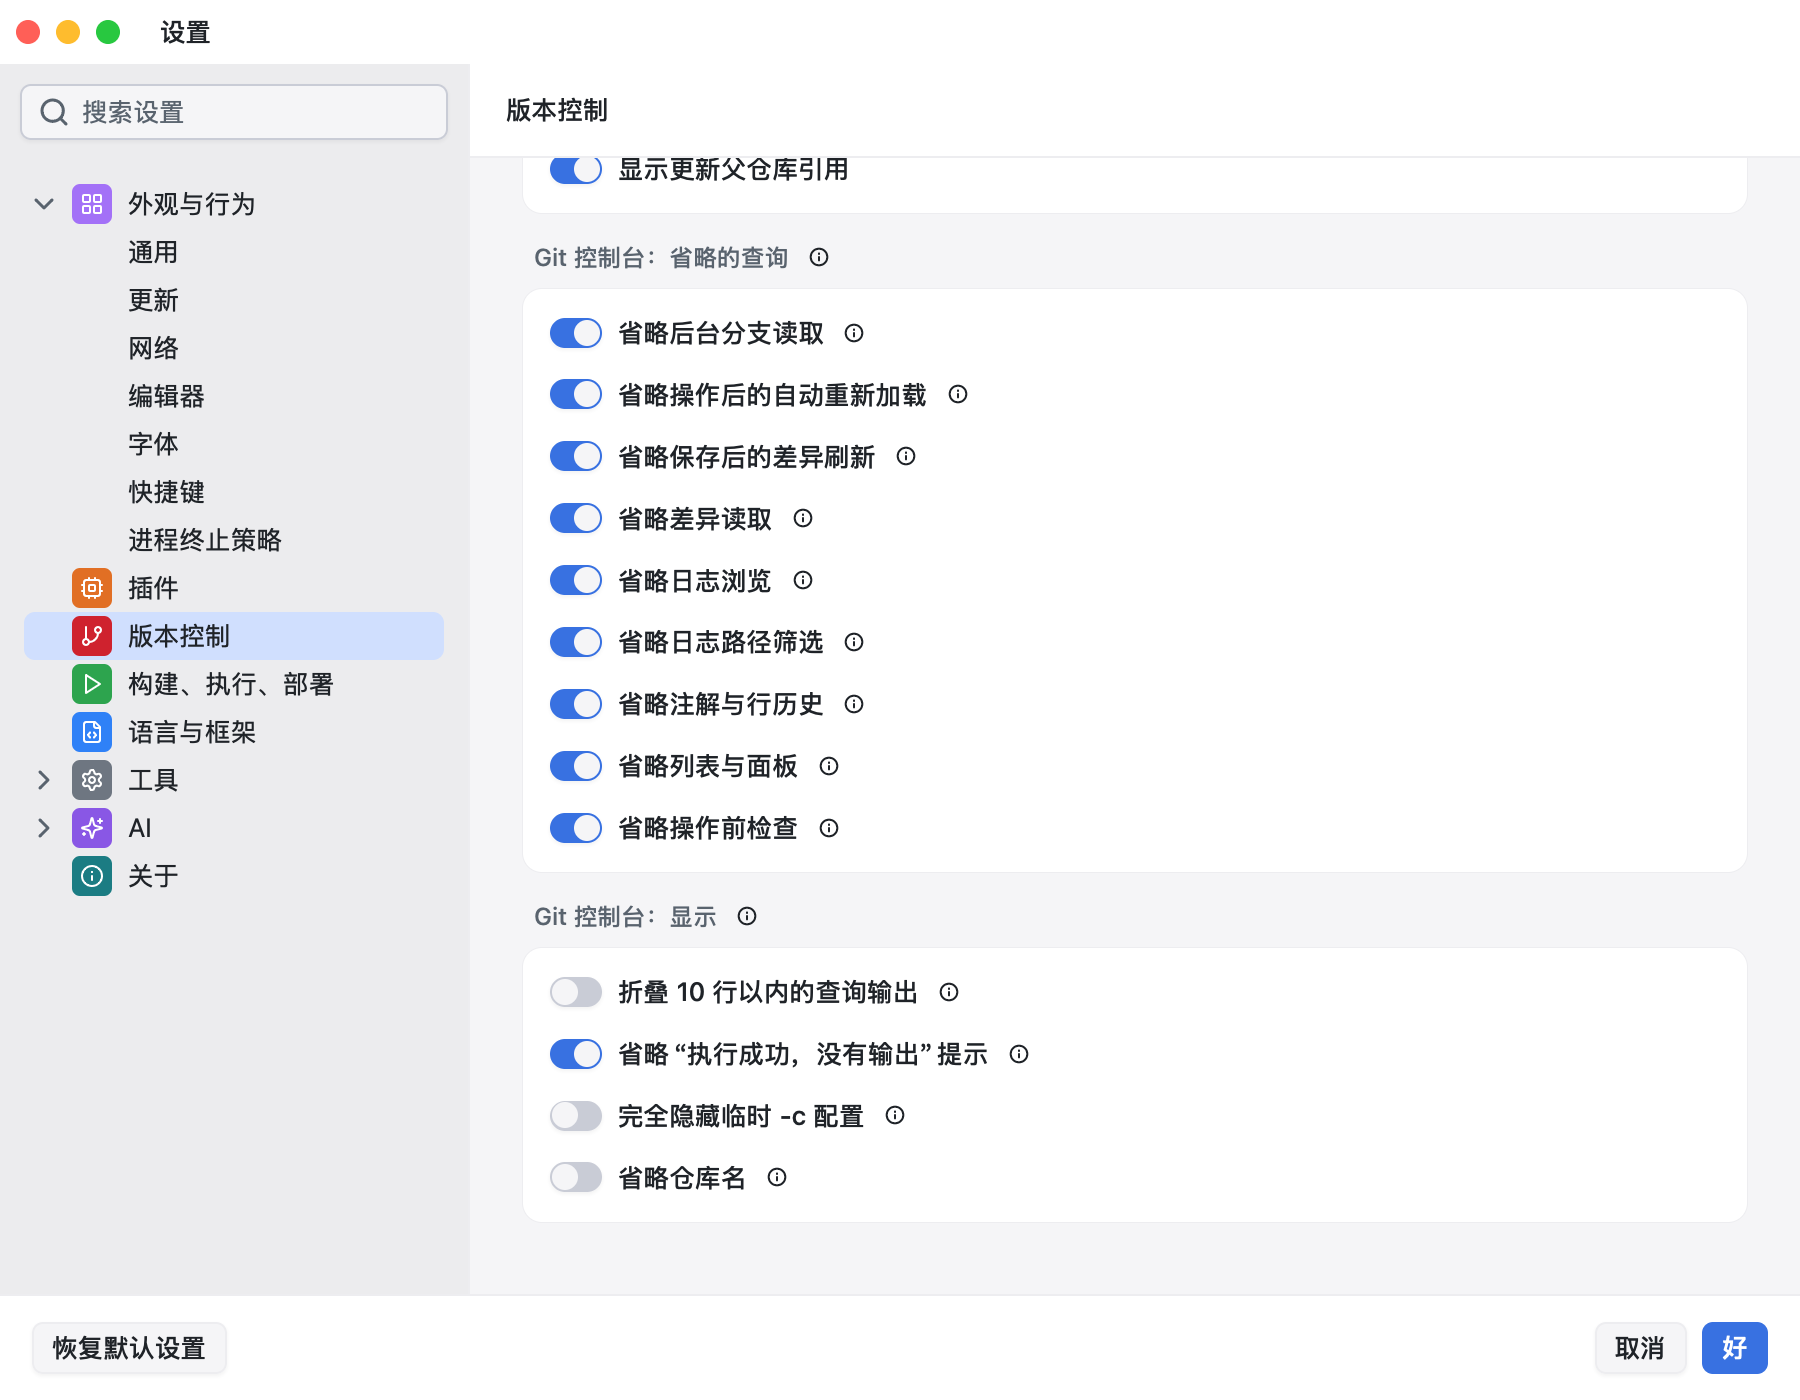 设置
搜索设置
外观与行为
通用
更新
网络
编辑器
字体
快捷键
进程终止策略
插件
版本控制
构建、执行、部署
语言与框架
工具
AI
关于
版本控制
显示更新父仓库引用
Git 控制台：省略的查询
省略后台分支读取
省略操作后的自动重新加载
省略保存后的差异刷新
省略差异读取
省略日志浏览
省略日志路径筛选
省略注解与行历史
省略列表与面板
省略操作前检查
Git 控制台：显示
折叠 10 行以内的查询输出
省略 “执行成功，没有输出” 提示
完全隐藏临时 -c 配置
省略仓库名
恢复默认设置
取消
好